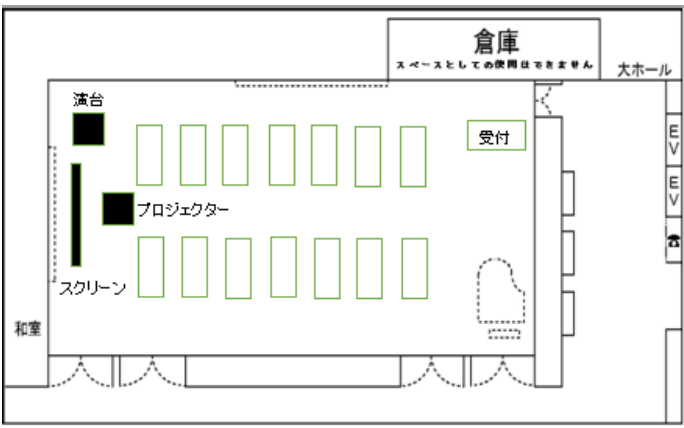 倉庫
スペースとしての使用はできません
大ホール
演台
受付
EV
EV
プロジェクター
スクリーン
和室